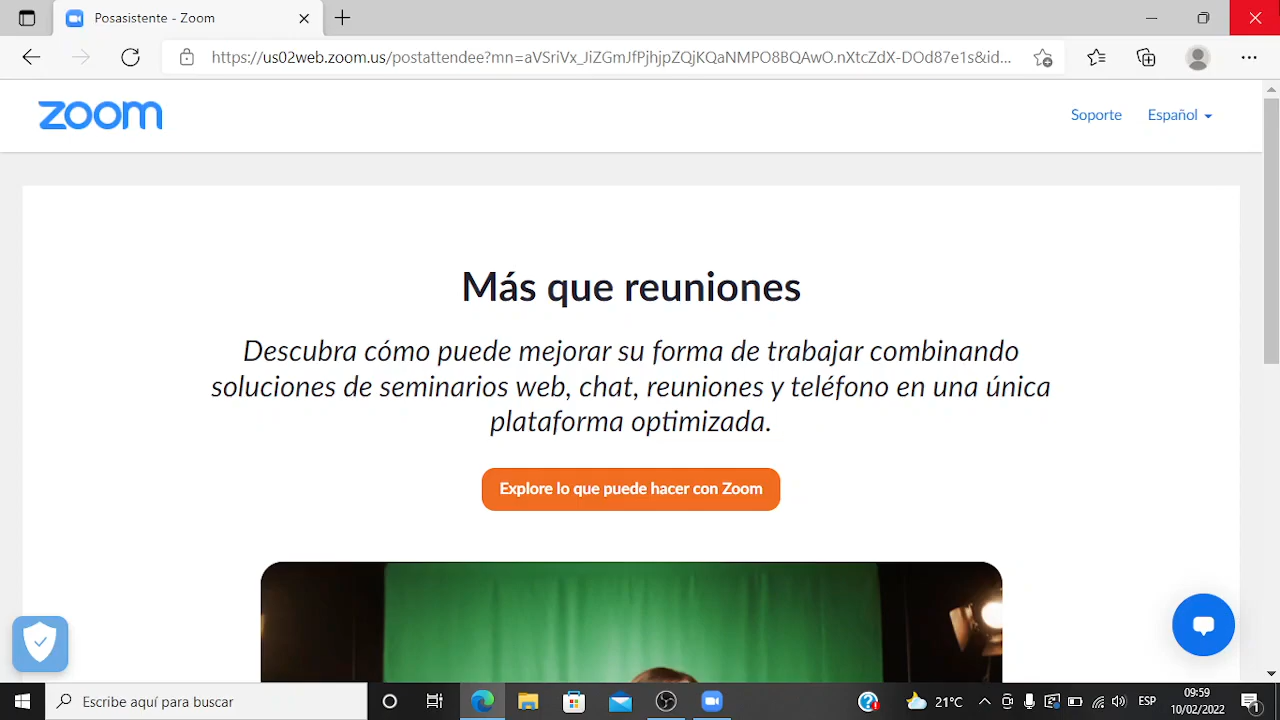 Posasistente - Zoom
https://us02web.zoom.us/postattendee?mn=aVSriVx_JiZGmJfPjhjpZQjKQaNMPO8BQAwO.nXtcZdX-DOd87e1s&id...
zoom
Soporte
Español
Más que reuniones
Descubra cómo puede mejorar su forma de trabajar combinando
soluciones de seminarios web, chat, reuniones y teléfono en una única
plataforma optimizada.
Explore lo que puede hacer con Zoom
Escribe aquí para buscar
21°C
ESP
09:59
10/02/2022
1